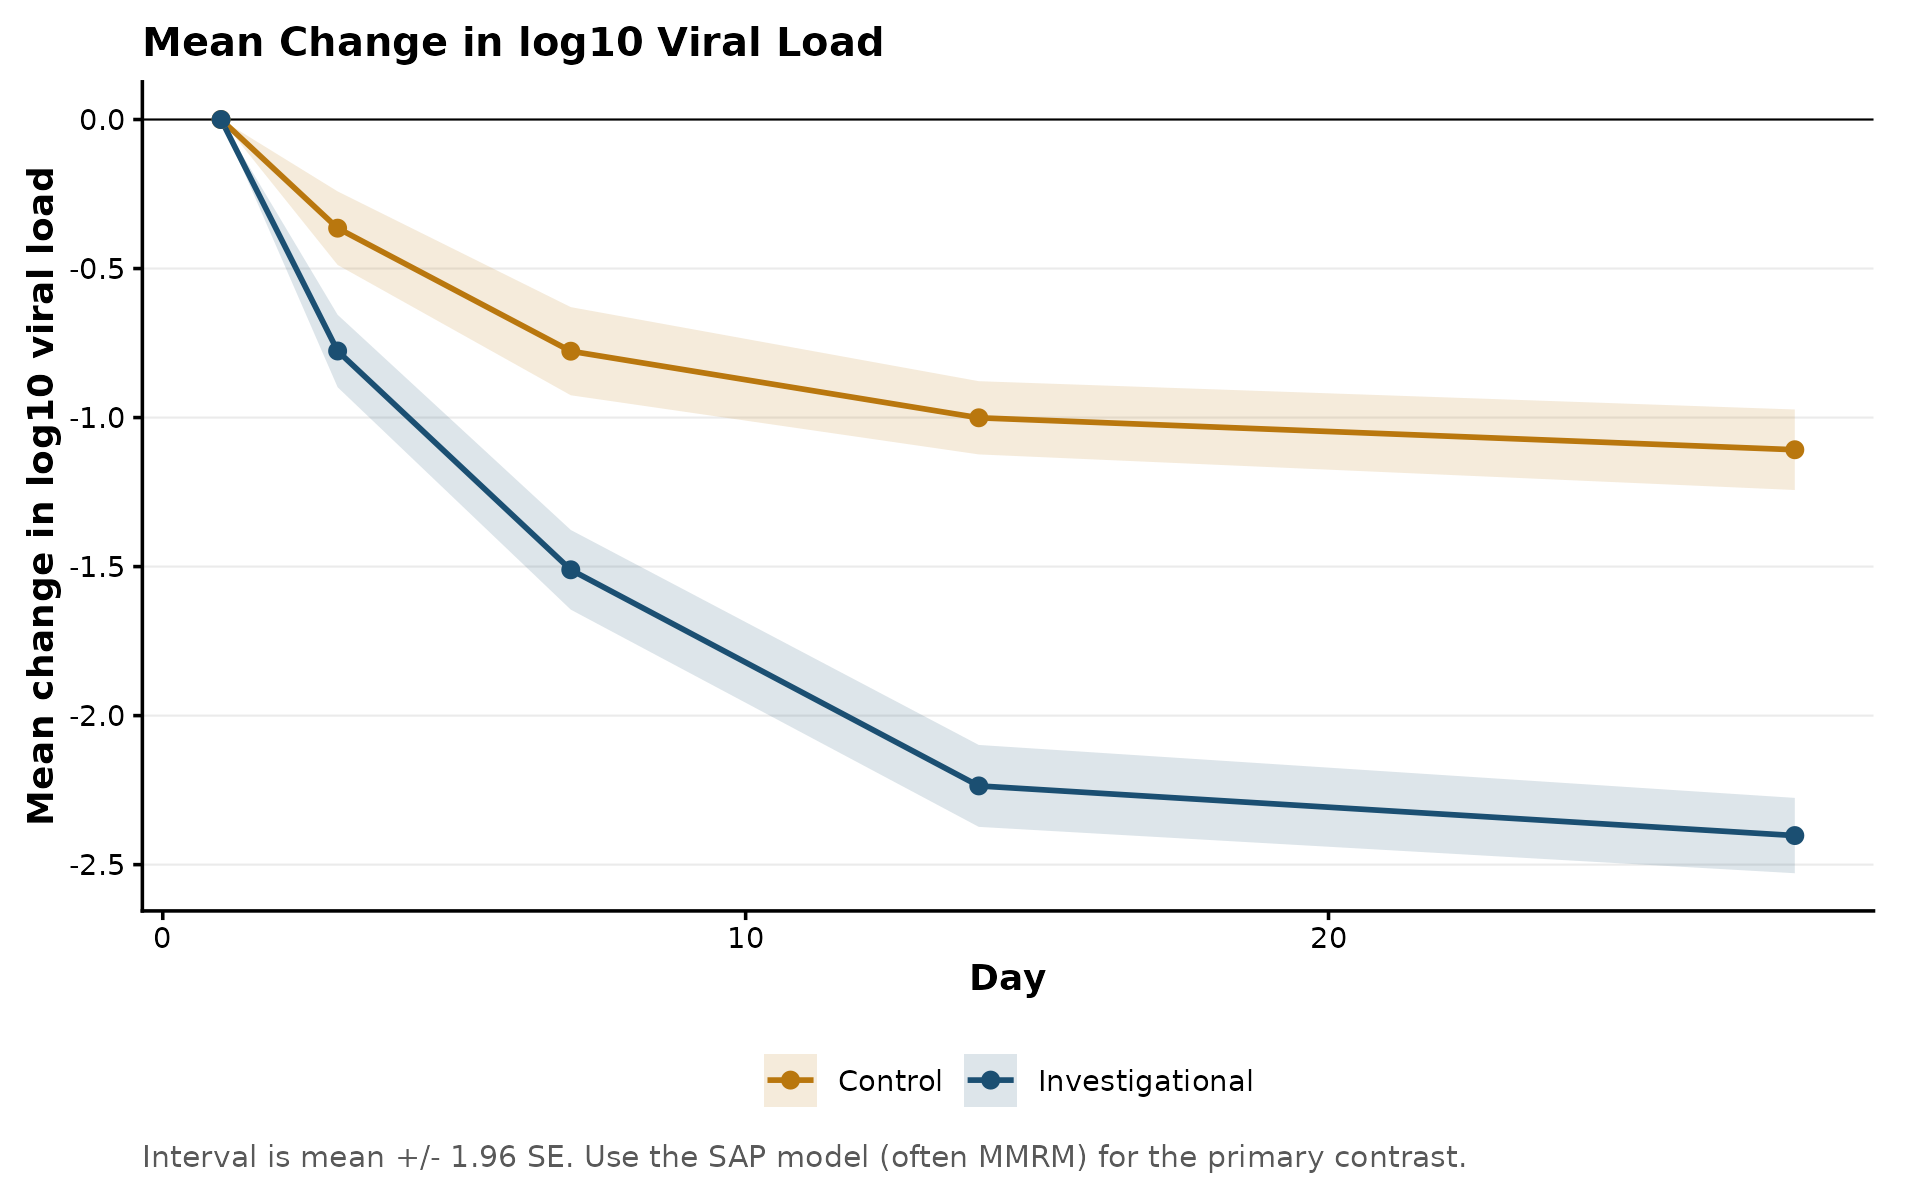 Mean Change in log10 Viral Load
Mean change in log10 viral load
0.0
-0.5
-1.0
-1.5
-2.0
-2.5
0 10 20
Day
Control Investigational
Interval is mean +/- 1.96 SE. Use the SAP model (often MMRM) for the primary contrast.